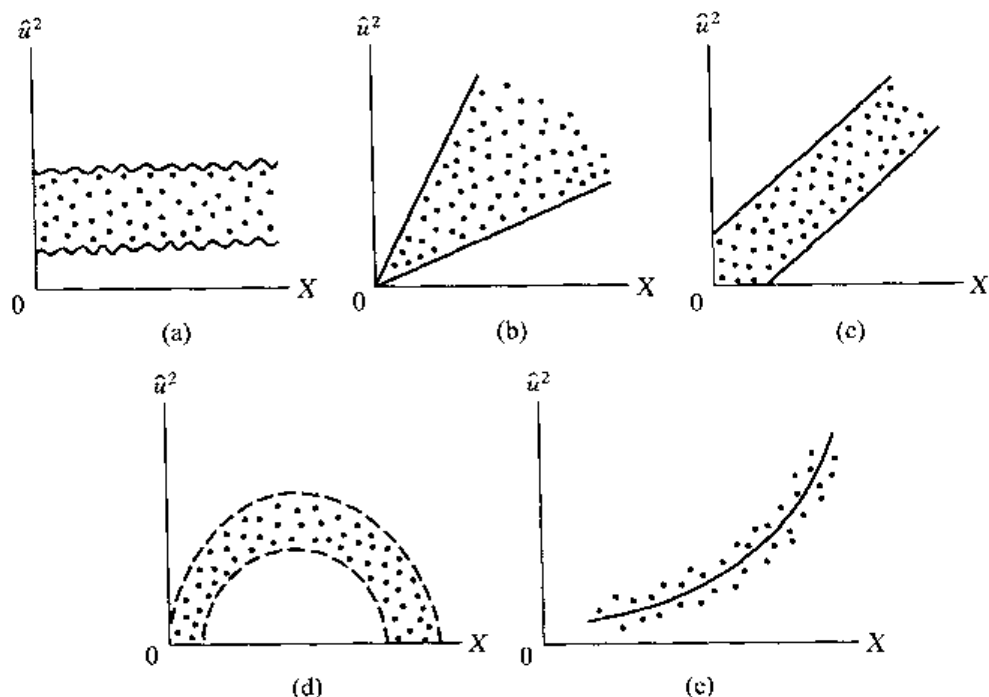 û² û² û²
0 X 0 X 0 X
(a) (b) (c)
û² û²
0 X 0 X
(d) (e)